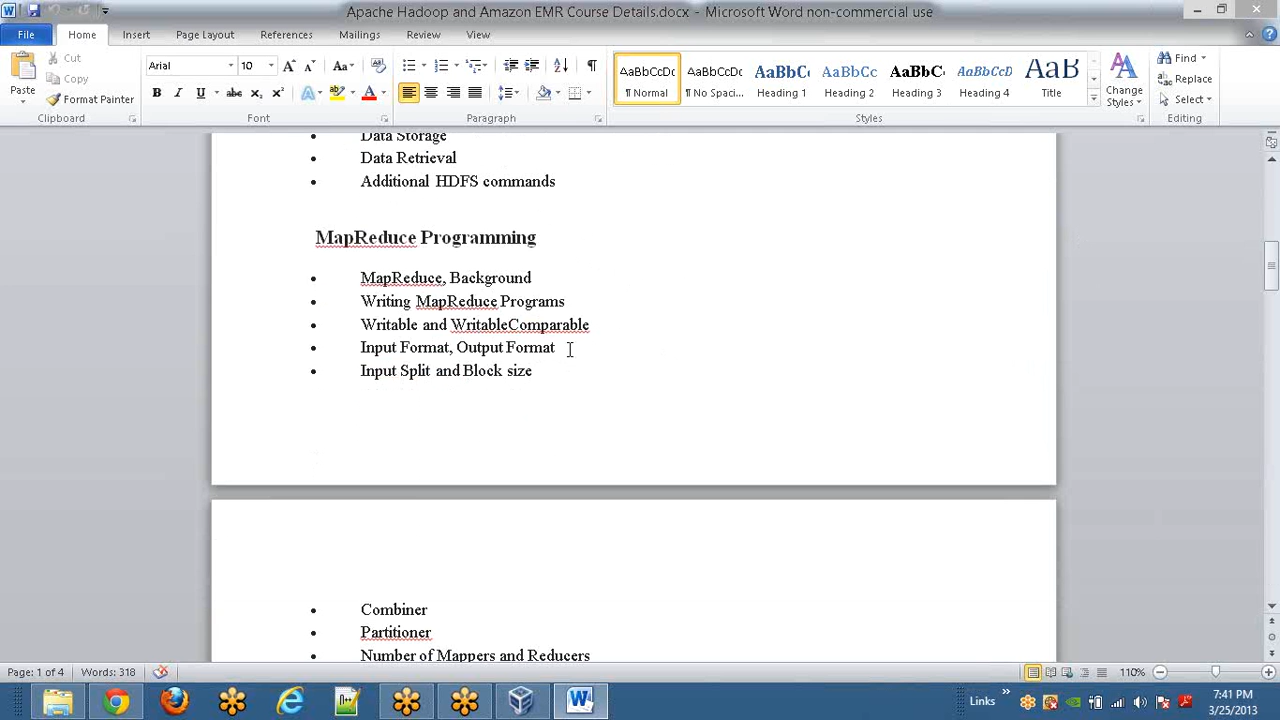 Apache Hadoop and Amazon EMR Course Details.docx - Microsoft Word non-commercial use
File Home Insert Page Layout References Mailings Review View
Paste
Cut
Copy
Format Painter
Clipboard
Arial 10
Font
Paragraph
AaBbCcDc AaBbCcDc AaBbC( AaBbCc AaBbC( AaBbCcD AaB
¶ Normal ¶ No Spac... Heading 1 Heading 2 Heading 3 Heading 4 Title
Change Styles
Styles
Find
Replace
Select
Editing
Data Storage
• Data Retrieval
• Additional HDFS commands
MapReduce Programming
• MapReduce, Background
• Writing MapReduce Programs
• Writable and WritableComparable
• Input Format, Output Format
• Input Split and Block size
• Combiner
• Partitioner
• Number of Mappers and Reducers
Page: 1 of 4 Words: 318 110%
Links 7:41 PM
3/25/2013